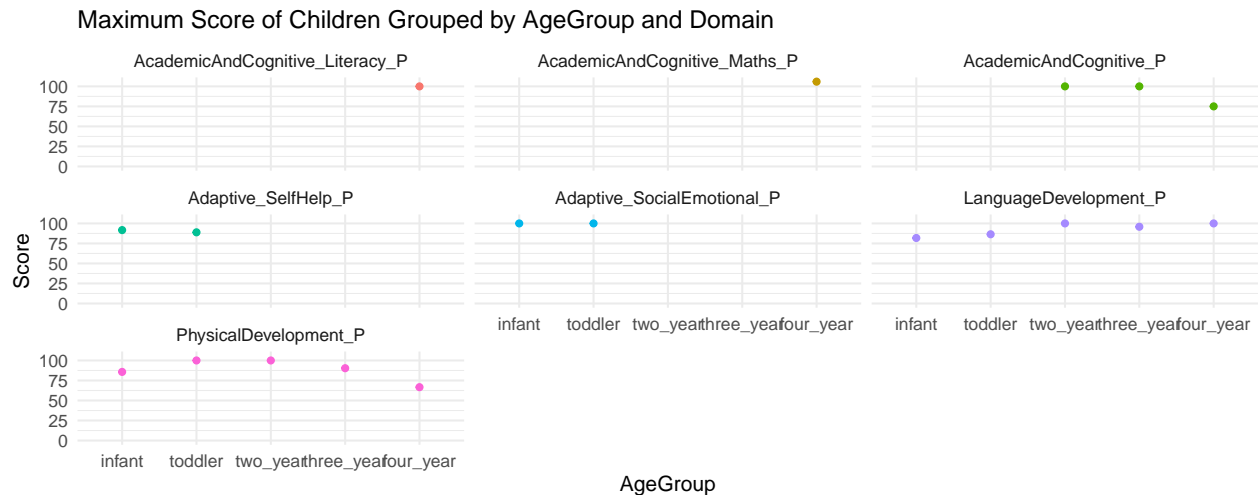 Maximum Score of Children Grouped by AgeGroup and Domain
AcademicAndCognitive_Literacy_P
AcademicAndCognitive_Maths_P
AcademicAndCognitive_P
100
75
50
25
0
Adaptive_SelfHelp_P
Adaptive_SocialEmotional_P
LanguageDevelopment_P
100
75
50
25
0
Score
infant toddler two_year three_year four_year
infant toddler two_year three_year four_year
PhysicalDevelopment_P
100
75
50
25
0
infant toddler two_year three_year four_year
AgeGroup